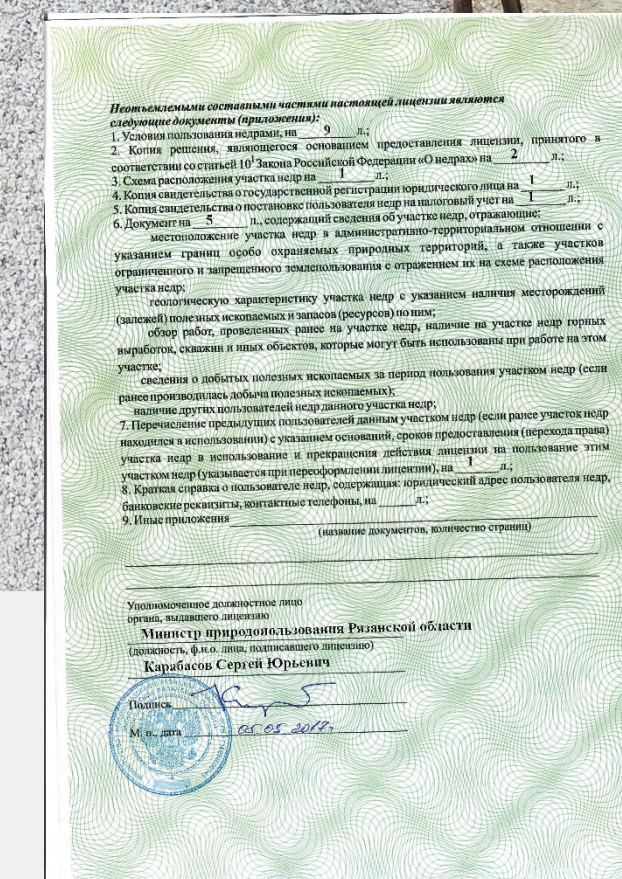 Неотъемлемыми составными частями настоящей лицензии являются
следующие документы (приложения):
1. Условия пользования недрами, на 9 л.;
2. Копия решения, являющегося основанием предоставления лицензии, принятого в
соответствии со статьей 10¹ Закона Российской Федерации «О недрах» на 2 л.;
3. Схема расположения участка недр на 1 л.;
4. Копия свидетельства о государственной регистрации юридического лица на 1 л.;
5. Копия свидетельства о постановке пользователя недр на налоговый учет на 1 л.;
6. Документ на 5 л., содержащий сведения об участке недр, отражающие:
местоположение участка недр в административно-территориальном отношении с
указанием границ особо охраняемых природных территорий, а также участков
ограниченного и запрещенного землепользования с отражением их на схеме расположения
участка недр;
геологическую характеристику участка недр с указанием наличия месторождений
(залежей) полезных ископаемых и запасов (ресурсов) по ним;
обзор работ, проведенных ранее на участке недр, наличие на участке недр горных
выработок, скважин и иных объектов, которые могут быть использованы при работе на этом
участке;
сведения о добытых полезных ископаемых за период пользования участком недр (если
ранее производилась добыча полезных ископаемых);
наличие других пользователей недр данного участка недр;
7. Перечисление предыдущих пользователей данным участком недр (если ранее участок недр
находился в использовании) с указанием оснований, сроков предоставления (перехода права)
участка недр в использование и прекращения действия лицензии на пользование этим
участком недр (указывается при переоформлении лицензии), на 1 л.;
8. Краткая справка о пользователе недр, содержащая: юридический адрес пользователя недр,
банковские реквизиты, контактные телефоны, на л.;
9. Иные приложения
(название документов, количество страниц)
Уполномоченное должностное лицо
органа, выдавшего лицензию
Министр природопользования Рязанской области
(должность, ф.и.о. лица, подписавшего лицензию)
Карабасов Сергей Юрьевич
Подпись
М. п., дата 05.05.2017г.